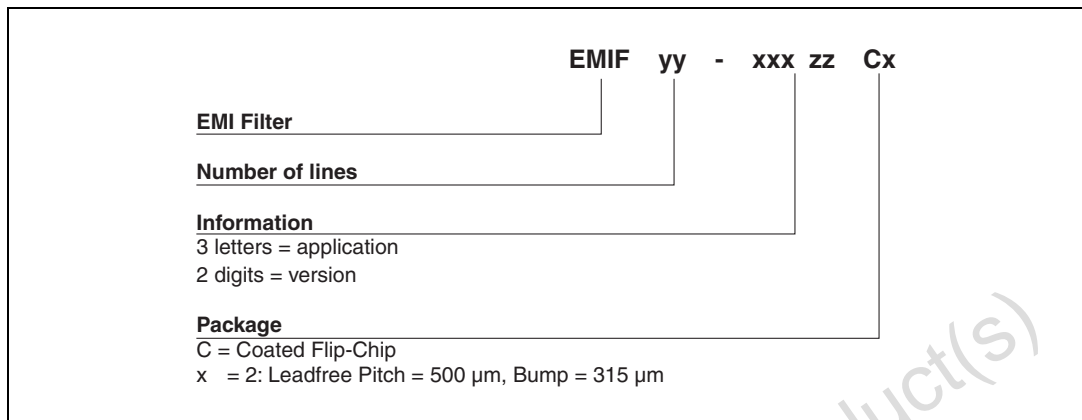 EMIF yy - xxx zz Cx
EMI Filter
Number of lines
Information
3 letters = application
2 digits = version
Package
C = Coated Flip-Chip
x = 2: Leadfree Pitch = 500 µm, Bump = 315 µm